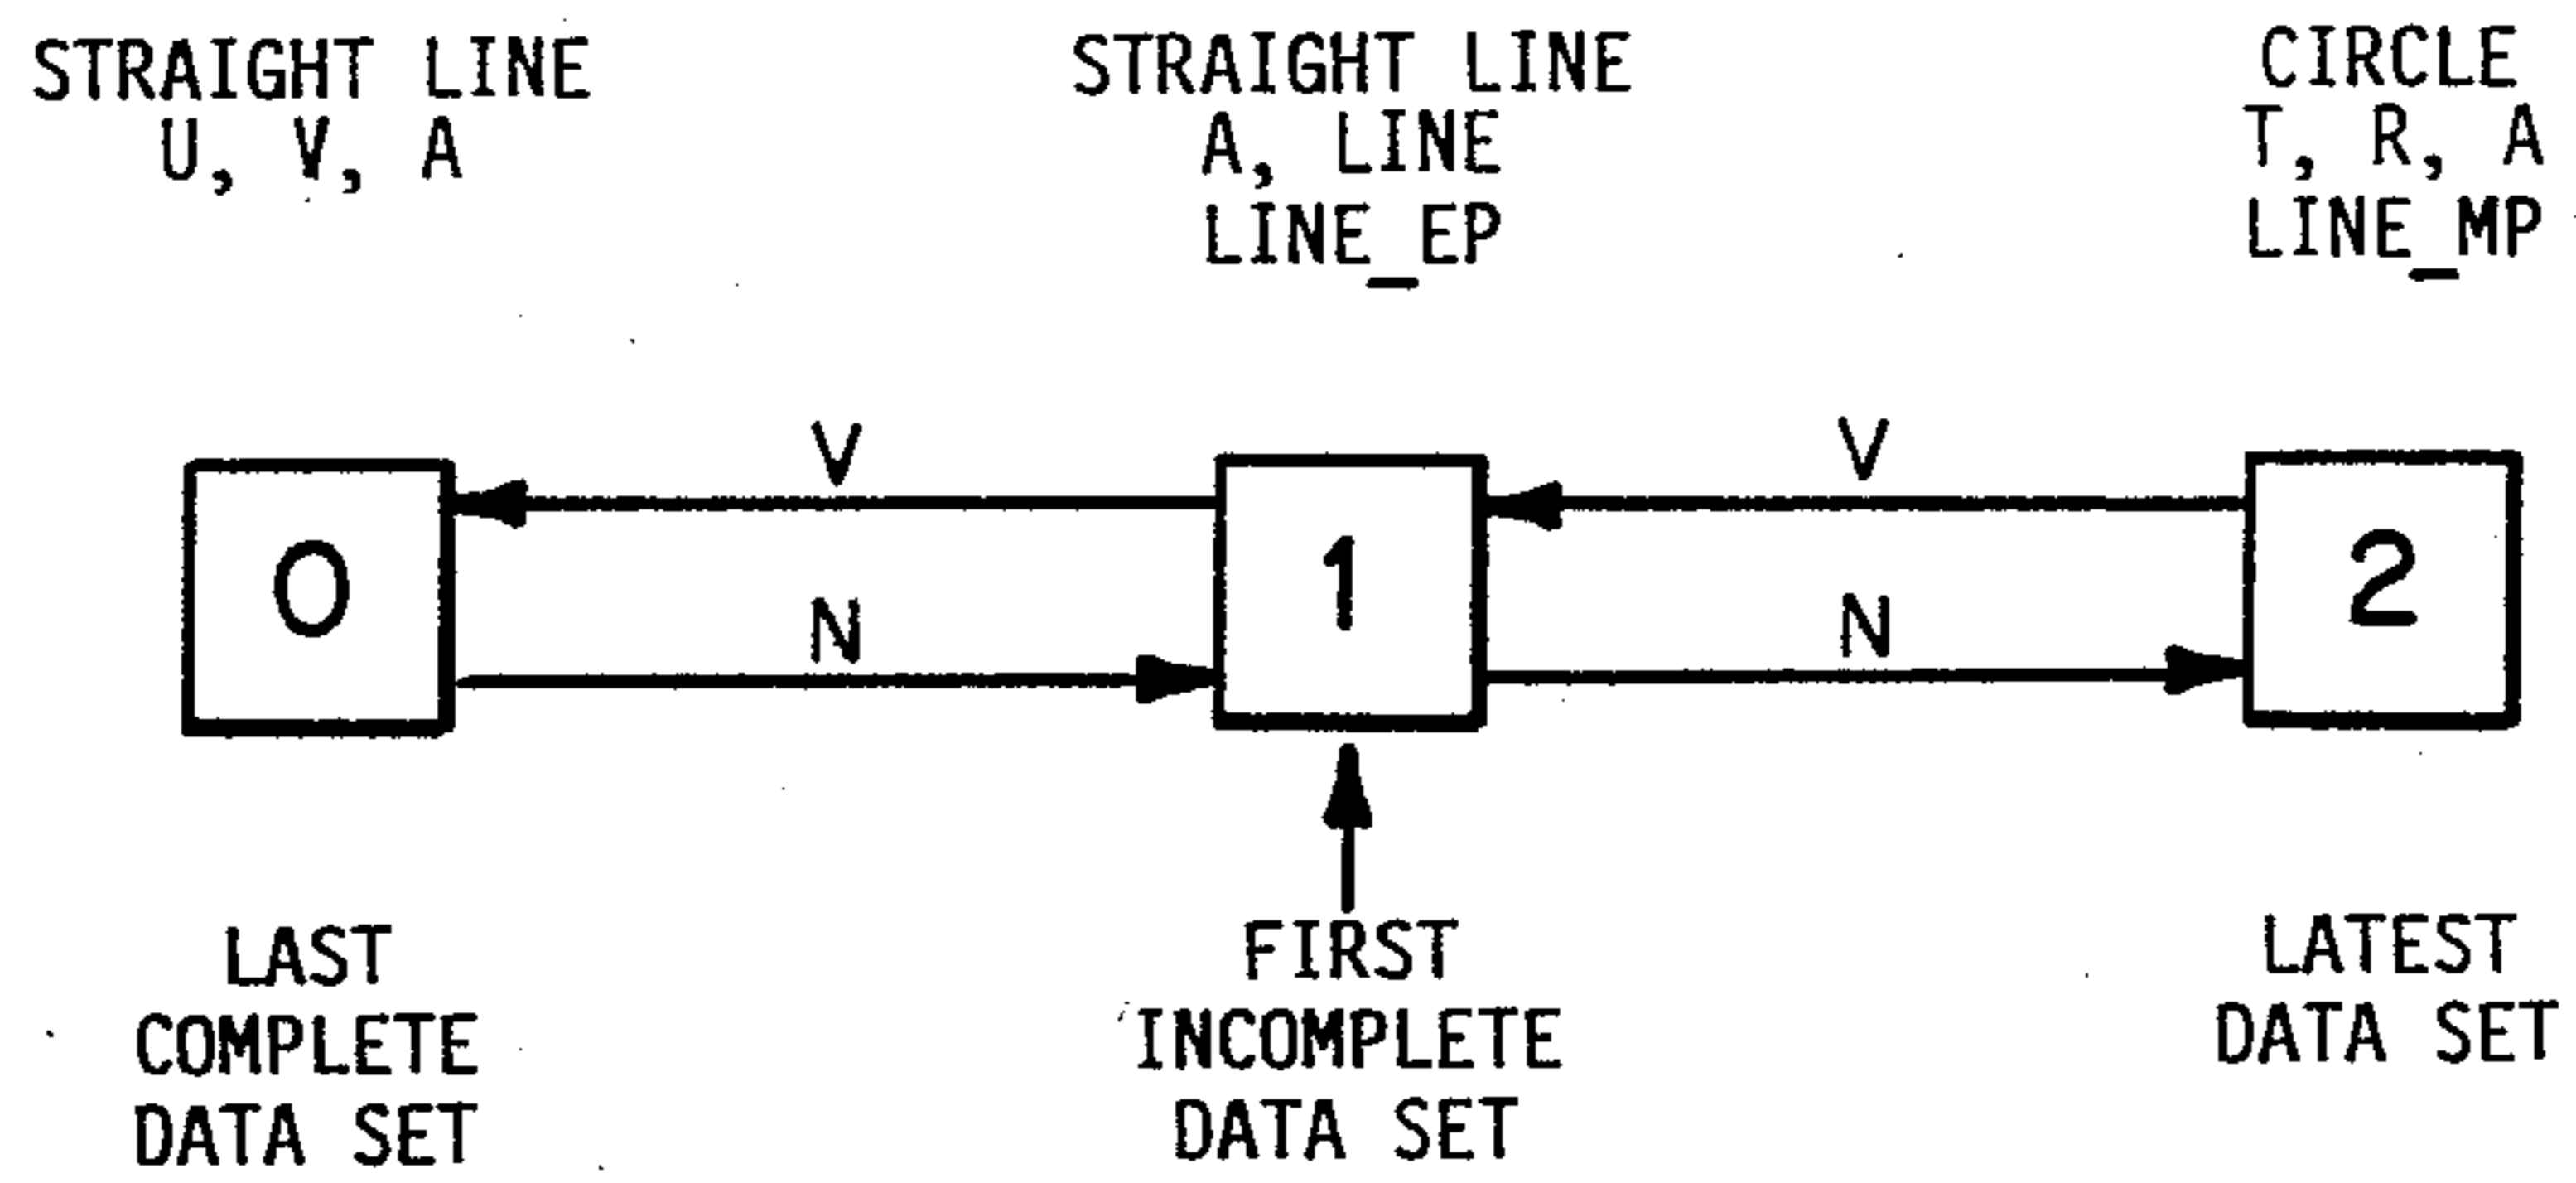 STRAIGHT LINE
U, V, A
STRAIGHT LINE
A, LINE
LINE_EP
CIRCLE
T, R, A
LINE_MP
V
V
0
1
2
N
N
LAST
COMPLETE
DATA SET
FIRST
INCOMPLETE
DATA SET
LATEST
DATA SET